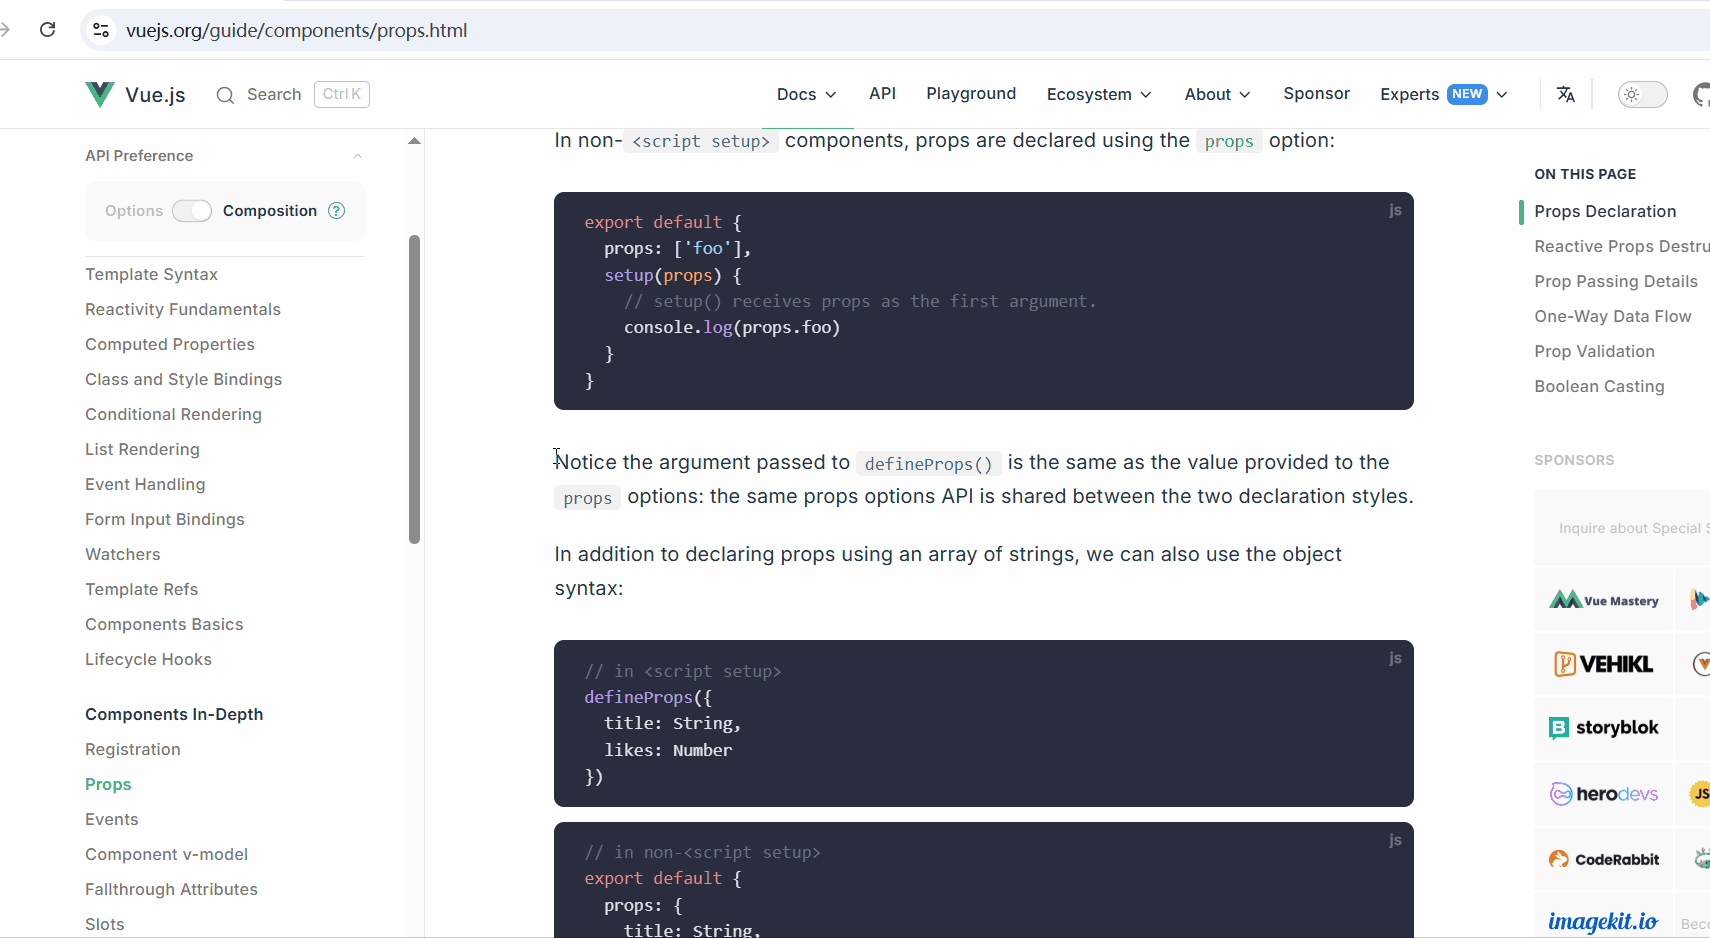 vuejs.org/guide/components/props.html
Vue.js
Search
Ctrl K
Docs
API
Playground
Ecosystem
About
Sponsor
Experts
NEW
API Preference
Options
Composition
?
Template Syntax
Reactivity Fundamentals
Computed Properties
Class and Style Bindings
Conditional Rendering
List Rendering
Event Handling
Form Input Bindings
Watchers
Template Refs
Components Basics
Lifecycle Hooks
Components In-Depth
Registration
Props
Events
Component v-model
Fallthrough Attributes
Slots
In non-<script setup> components, props are declared using the props option:
js
export default {
  props: ['foo'],
  setup(props) {
    // setup() receives props as the first argument.
    console.log(props.foo)
  }
}
Notice the argument passed to defineProps() is the same as the value provided to the
props options: the same props options API is shared between the two declaration styles.
In addition to declaring props using an array of strings, we can also use the object
syntax:
js
// in <script setup>
defineProps({
  title: String,
  likes: Number
})
js
// in non-<script setup>
export default {
  props: {
    title: String,
ON THIS PAGE
Props Declaration
Reactive Props Destru
Prop Passing Details
One-Way Data Flow
Prop Validation
Boolean Casting
SPONSORS
Inquire about Special S
Vue Mastery
VEHIKL
storyblok
herodevs
JS
CodeRabbit
imagekit.io
Beco